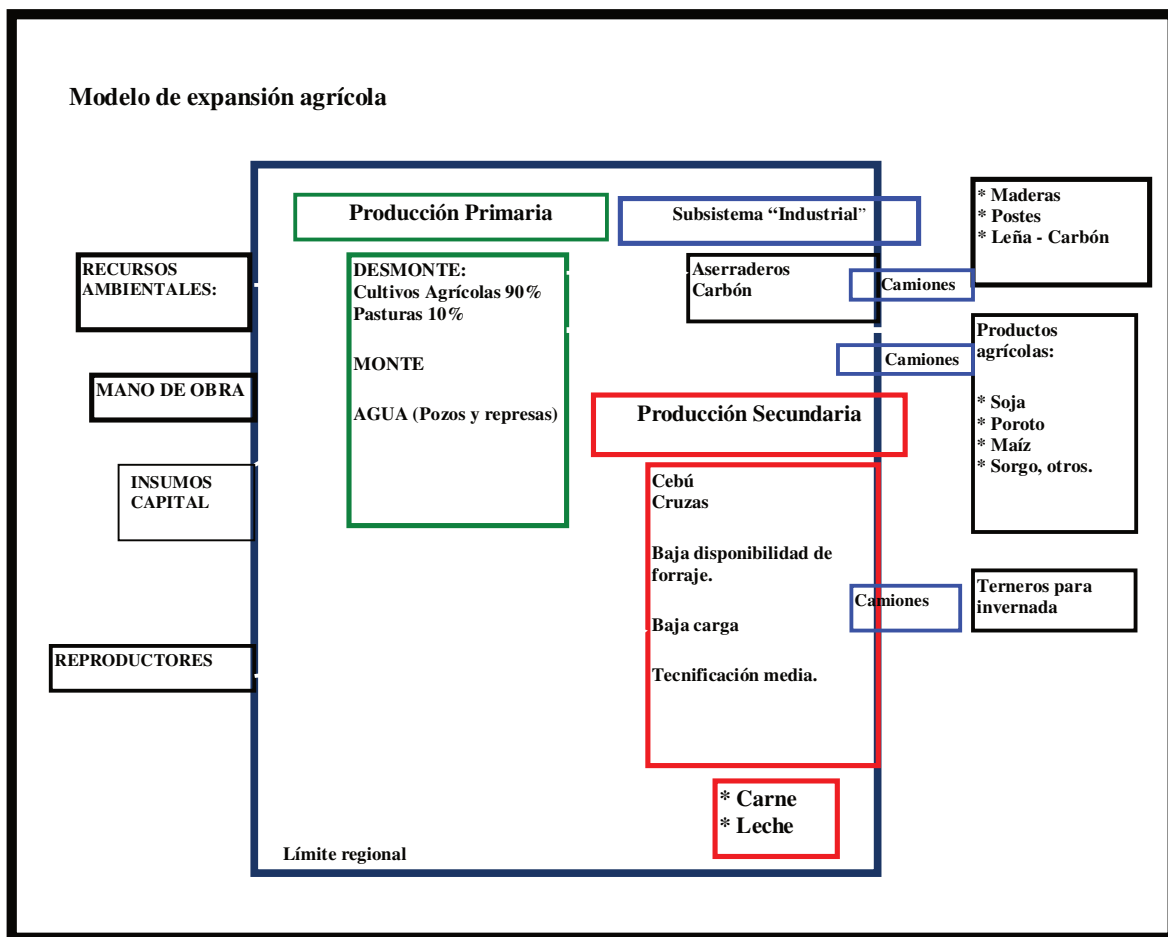 Modelo de expansión agrícola
RECURSOS
AMBIENTALES:
MANO DE OBRA
INSUMOS
CAPITAL
REPRODUCTORES
Producción Primaria
DESMONTE:
Cultivos Agrícolas 90%
Pasturas 10%
MONTE
AGUA (Pozos y represas)
Subsistema “Industrial”
Aserraderos
Carbón
Camiones
* Maderas
* Postes
* Leña - Carbón
Camiones
Productos
agrícolas:
* Soja
* Poroto
* Maíz
* Sorgo, otros.
Producción Secundaria
Cebú
Cruzas
Baja disponibilidad de
forraje.
Baja carga
Tecnificación media.
Camiones
Terneros para
invernada
* Carne
* Leche
Límite regional